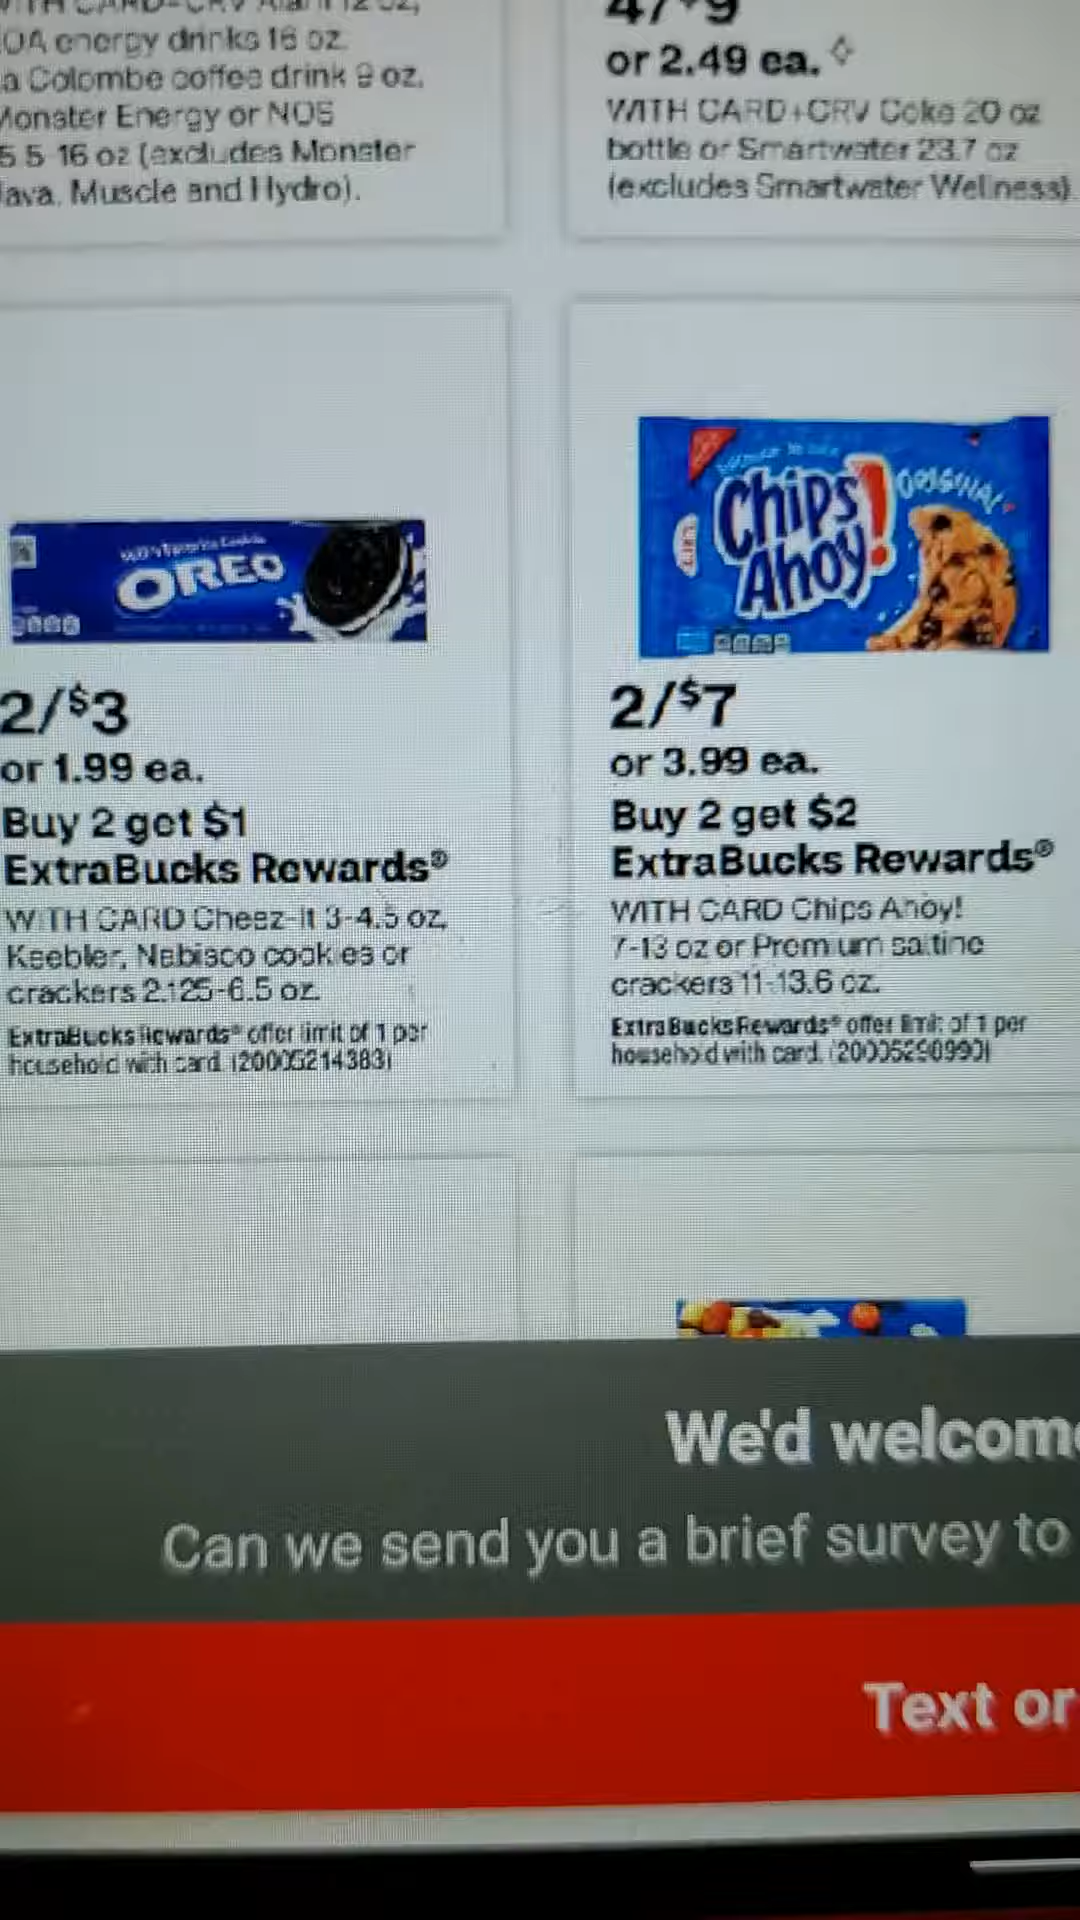 OA energy drinks 16 oz.
a Colombe coffee drink 9 oz,
Monster Energy or NOS
5.5-16 oz (excludes Monster
Java, Muscle and Hydro).
4/$9
or 2.49 ea. ◊
WITH CARD+CRV Coke 20 oz
bottle or Smartwater 23.7 oz
(excludes Smartwater Wellness).
OREO
2/$3
or 1.99 ea.
Buy 2 get $1
ExtraBucks Rewards®
WITH CARD Cheez-It 3-4.5 oz,
Keebler, Nabisco cookies or
crackers 2.125-6.5 oz.
ExtraBucks Rewards® offer limit of 1 per
household with card.
Chips
Ahoy!
ORIGINAL
2/$7
or 3.99 ea.
Buy 2 get $2
ExtraBucks Rewards®
WITH CARD Chips Ahoy!
7-13 oz or Premium saltine
crackers 11-13.6 oz.
ExtraBucks Rewards® offer limit of 1 per
household with card.
We'd welcom
Can we send you a brief survey to
Text or